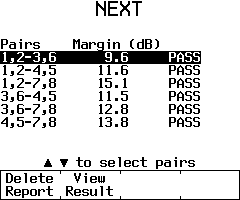 NEXT
Pairs Margin (dB)
1,2-3,6 9.6 PASS
1,2-4,5 11.6 PASS
1,2-7,8 15.1 PASS
3,6-4,5 11.5 PASS
3,6-7,8 12.8 PASS
4,5-7,8 13.8 PASS
▲ ▼ to select pairs
Delete View
Report Result